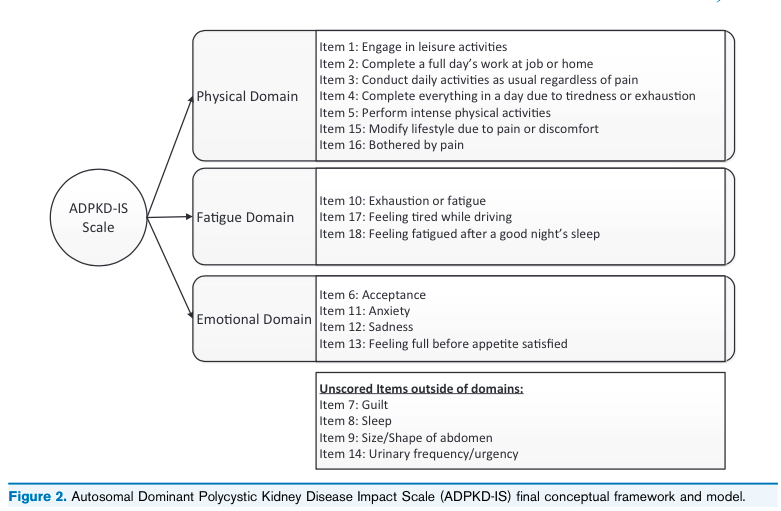 Item 1: Engage in leisure activities
Item 2: Complete a full day's work at job or home
Item 3: Conduct daily activities as usual regardless of pain
Physical Domain
Item 4: Complete everything in a day due to tiredness or exhaustion
Item 5: Perform intense physical activities
Item 15: Modify lifestyle due to pain or discomfort
Item 16: Bothered by pain
ADPKD-IS
Scale
Fatigue Domain
Item 10: Exhaustion or fatigue
Item 17: Feeling tired while driving
Item 18: Feeling fatigued after a good night's sleep
Emotional Domain
Item 6: Acceptance
Item 11: Anxiety
Item 12: Sadness
Item 13: Feeling full before appetite satisfied
Unscored Items outside of domains:
Item 7: Guilt
Item 8: Sleep
Item 9: Size/Shape of abdomen
Item 14: Urinary frequency/urgency
Figure 2. Autosomal Dominant Polycystic Kidney Disease Impact Scale (ADPKD-IS) final conceptual framework and model.